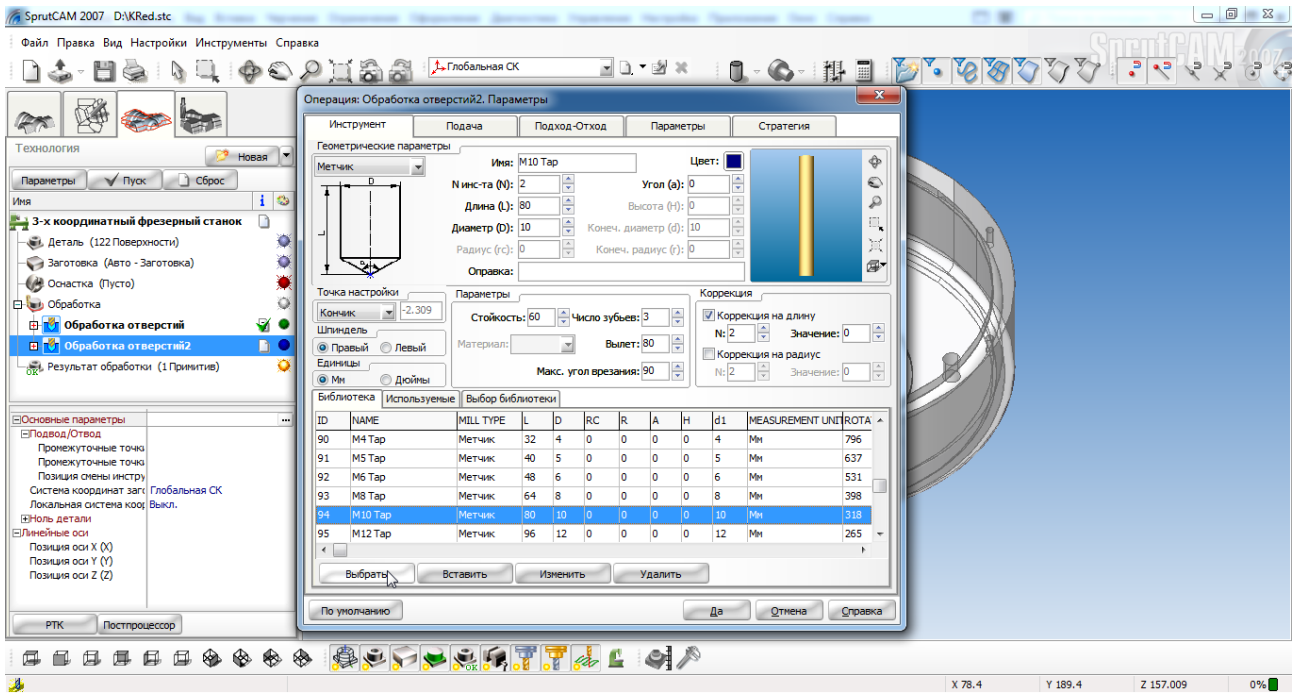 SprutCAM 2007 D:\KRed.stc
Файл Правка Вид Настройки Инструменты Справка
SprutCAM 2007
Глобальная СК
Технология
Новая
Параметры Пуск Сброс
Имя
3-х координатный фрезерный станок
Деталь (122 Поверхности)
Заготовка (Авто - Заготовка)
Оснастка (Пусто)
Обработка
Обработка отверстий
Обработка отверстий2
Результат обработки (1 Примитив)
Основные параметры ...
Подвод/Отвод
Промежуточные точки
Промежуточные точки
Позиция смены инстру
Система координат заго Глобальная СК
Локальная система коор Выкл.
Ноль детали
Линейные оси
Позиция оси X (X)
Позиция оси Y (Y)
Позиция оси Z (Z)
РТК Постпроцессор
Операция: Обработка отверстий2. Параметры
Инструмент Подача Подход-Отход Параметры Стратегия
Геометрические параметры
Метчик
D
L
a
Имя: M10 Tap Цвет:
N инс-та (N): 2 Угол (a): 0
Длина (L): 80 Высота (H): 0
Диаметр (D): 10 Конеч. диаметр (d): 10
Радиус (rc): 0 Конеч. радиус (r): 0
Оправка:
Точка настройки
Кончик -2.309
Шпиндель
Правый Левый
Единицы
Мм Дюймы
Параметры
Стойкость: 60 Число зубьев: 3
Материал: Вылет: 80
Макс. угол врезания: 90
Коррекция
Коррекция на длину
N: 2 Значение: 0
Коррекция на радиус
N: 2 Значение: 0
Библиотека Используемые Выбор библиотеки
ID NAME MILL TYPE L D RC R A H d1 MEASUREMENT UNIT ROTA
90 M4 Tap Метчик 32 4 0 0 0 0 4 Мм 796
91 M5 Tap Метчик 40 5 0 0 0 0 5 Мм 637
92 M6 Tap Метчик 48 6 0 0 0 0 6 Мм 531
93 M8 Tap Метчик 64 8 0 0 0 0 8 Мм 398
94 M10 Tap Метчик 80 10 0 0 0 0 10 Мм 318
95 M12 Tap Метчик 96 12 0 0 0 0 12 Мм 265
Выбрать Вставить Изменить Удалить
По умолчанию Да Отмена Справка
OK
X 78.4 Y 189.4 Z 157.009 0%